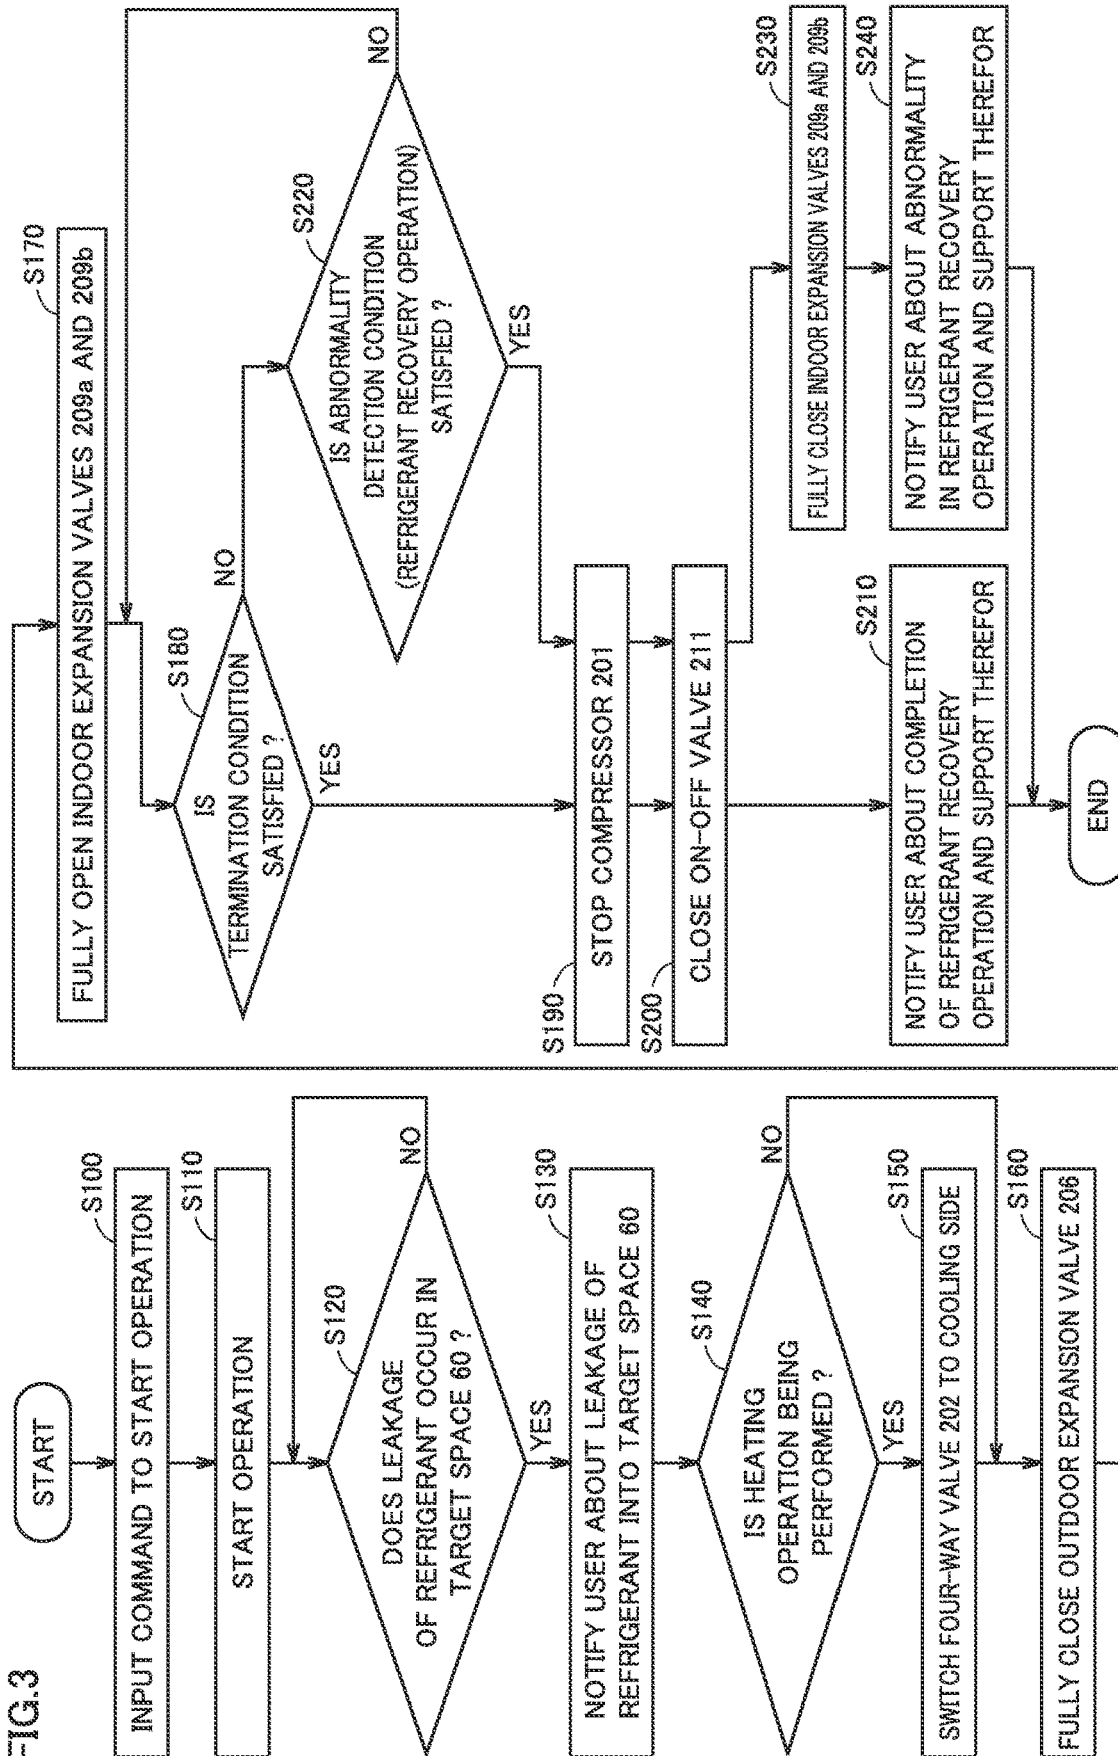 FIG.3
START
S100
INPUT COMMAND TO START OPERATION
S110
START OPERATION
S120
DOES LEAKAGE
OF REFRIGERANT OCCUR IN
TARGET SPACE 60 ?
NO
YES
S130
NOTIFY USER ABOUT LEAKAGE OF
REFRIGERANT INTO TARGET SPACE 60
S140
IS HEATING
OPERATION BEING
PERFORMED ?
NO
YES
S150
SWITCH FOUR-WAY VALVE 202 TO COOLING SIDE
S160
FULLY CLOSE OUTDOOR EXPANSION VALVE 206
S170
FULLY OPEN INDOOR EXPANSION VALVES 209a AND 209b
S180
IS
TERMINATION CONDITION
SATISFIED ?
NO
YES
S220
IS ABNORMALITY
DETECTION CONDITION
(REFRIGERANT RECOVERY OPERATION)
SATISFIED ?
NO
YES
S190
STOP COMPRESSOR 201
S200
CLOSE ON-OFF VALVE 211
S230
FULLY CLOSE INDOOR EXPANSION VALVES 209a AND 209b
S210
NOTIFY USER ABOUT COMPLETION
OF REFRIGERANT RECOVERY
OPERATION AND SUPPORT THEREFOR
S240
NOTIFY USER ABOUT ABNORMALITY
IN REFRIGERANT RECOVERY
OPERATION AND SUPPORT THEREFOR
END